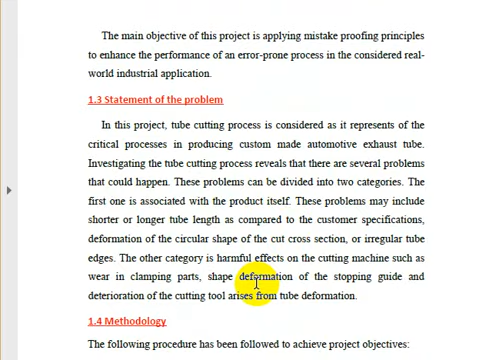 The main objective of this project is applying mistake proofing principles
to enhance the performance of an error-prone process in the considered real-
world industrial application.
1.3 Statement of the problem
In this project, tube cutting process is considered as it represents of the
critical processes in producing custom made automotive exhaust tube.
Investigating the tube cutting process reveals that there are several problems
that could happen. These problems can be divided into two categories. The
first one is associated with the product itself. These problems may include
shorter or longer tube length as compared to the customer specifications,
deformation of the circular shape of the cut cross section, or irregular tube
edges. The other category is harmful effects on the cutting machine such as
wear in clamping parts, shape deformation of the stopping guide and
deterioration of the cutting tool arises from tube deformation.
1.4 Methodology
The following procedure has been followed to achieve project objectives: